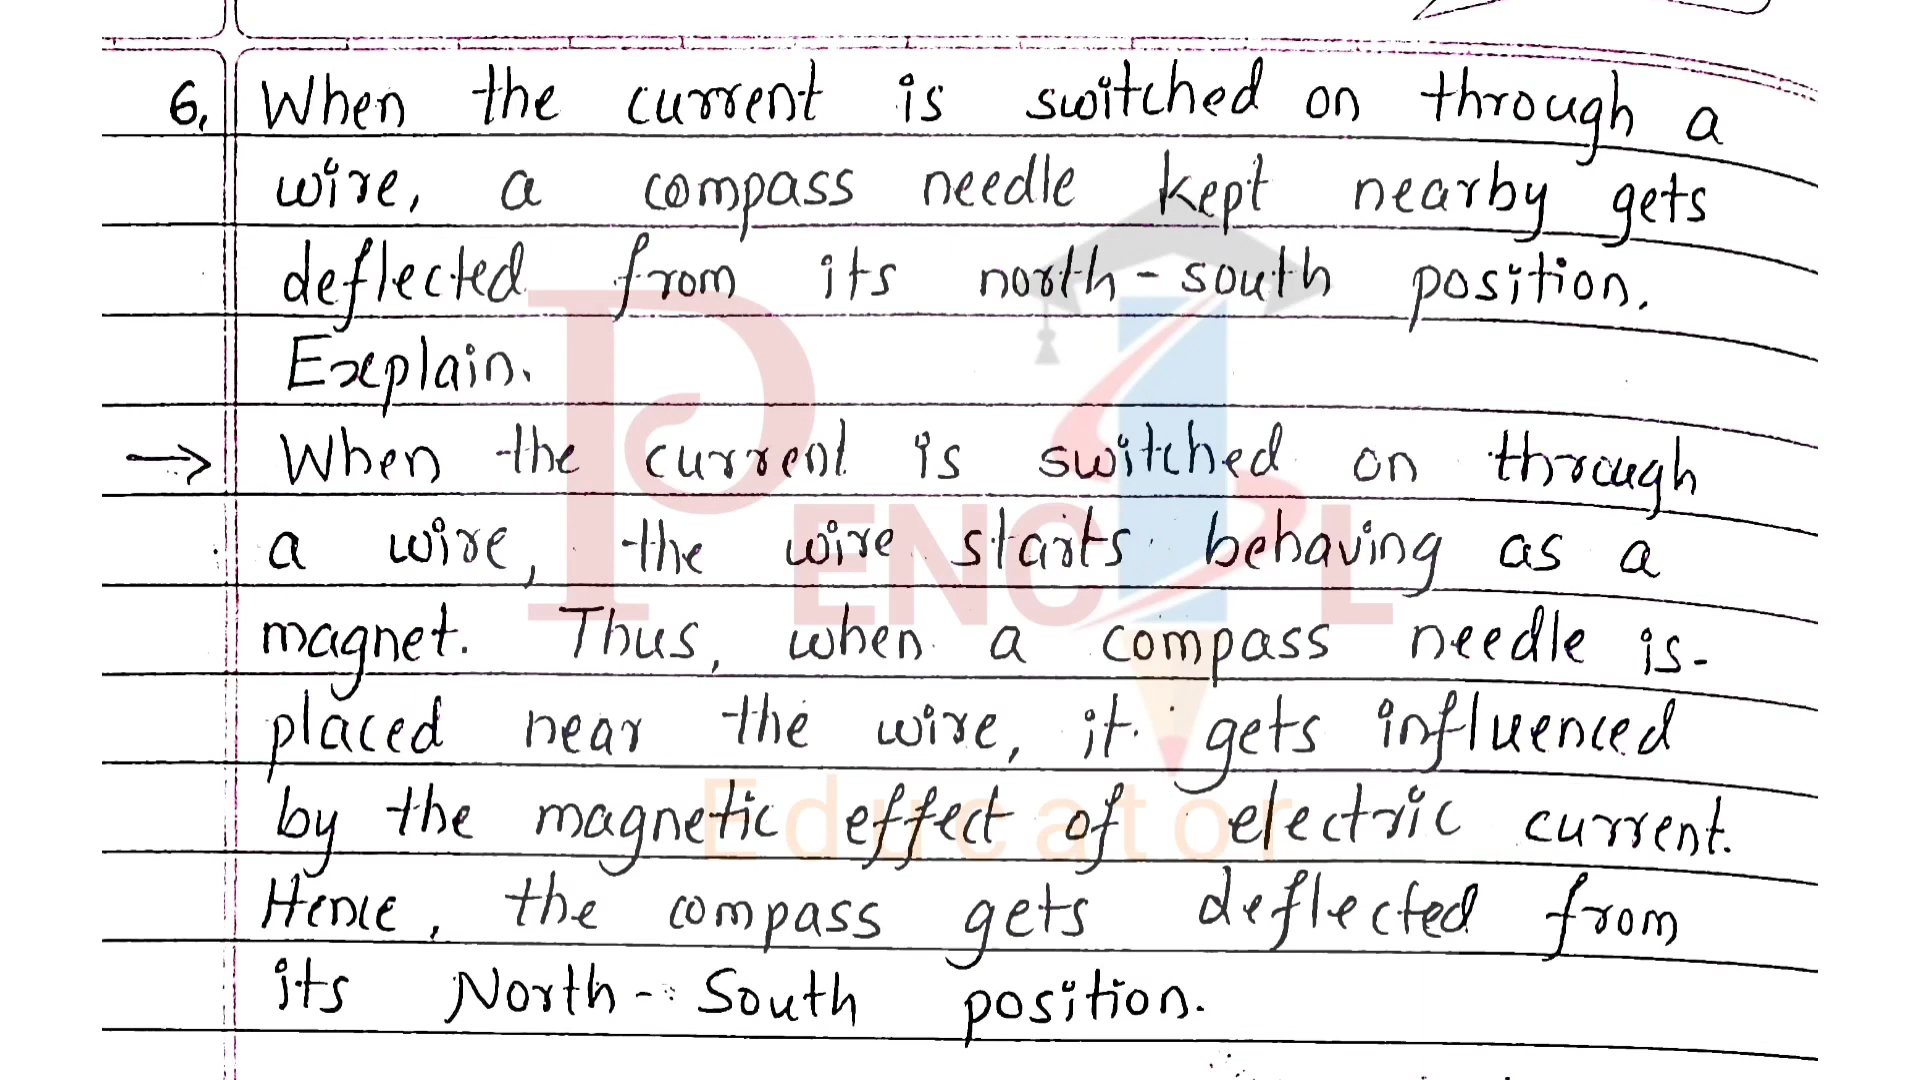 6. When the current is switched on through a
wire, a compass needle kept nearby gets
deflected from its north-south position.
Explain.
→ When the current is switched on through
a wire, the wire starts behaving as a
magnet. Thus, when a compass needle is
placed near the wire, it gets influenced
by the magnetic effect of electric current.
Hence, the compass gets deflected from
its North-South position.
PENCIL
Educator